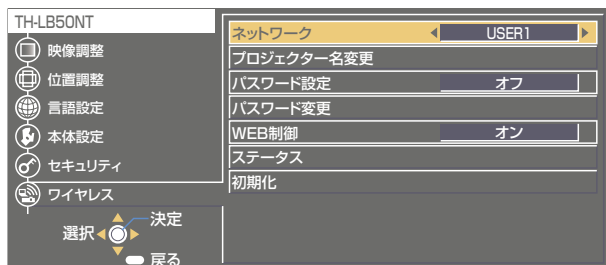 TH-LB50NT
映像調整
位置調整
言語設定
本体設定
セキュリティ
ワイヤレス
選択
決定
戻る
ネットワーク USER1
プロジェクター名変更
パスワード設定 オフ
パスワード変更
WEB制御 オン
ステータス
初期化